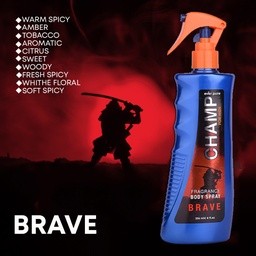 WARM SPICY
AMBER
TOBACCO
AROMATIC
CITRUS
SWEET
WOODY
FRESH SPICY
WHITHE FLORAL
SOFT SPICY
BRAVE
CHAMP
FRAGRANCE
BODY SPRAY
BRAVE